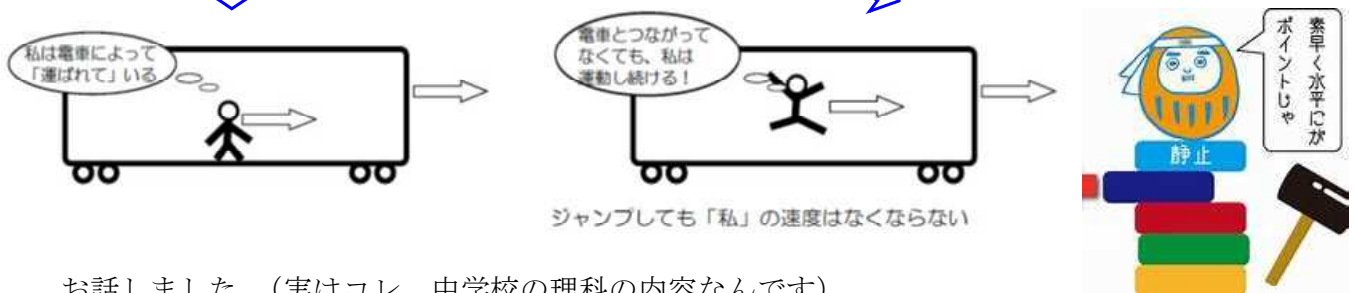 私は電車によって
「運ばれて」いる
電車とつながって
なくても、私は
運動し続ける！
ジャンプしても「私」の速度はなくならない
素早く水平にが
ポイントじゃ
静止
お話しました。（実はコレ、中学校の理科の内容なんです）